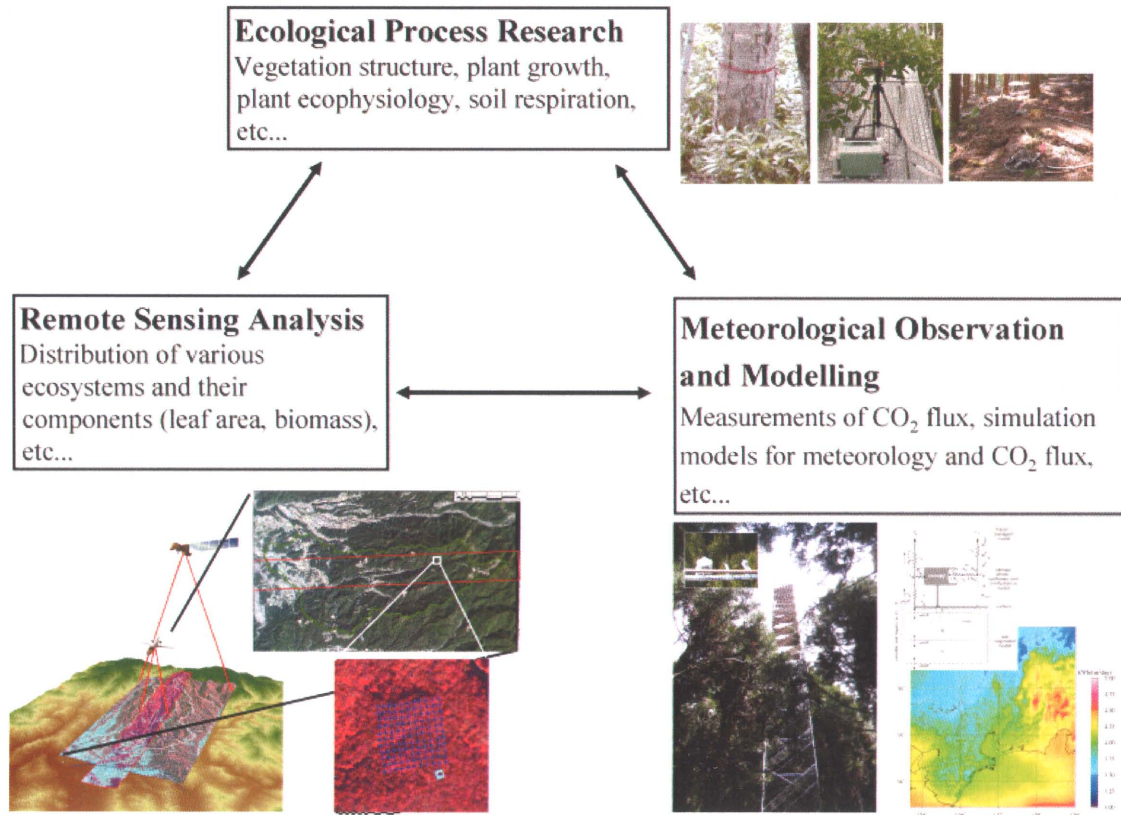 Ecological Process Research
Vegetation structure, plant growth,
plant ecophysiology, soil respiration,
etc...
Remote Sensing Analysis
Distribution of various
ecosystems and their
components (leaf area, biomass),
etc...
Meteorological Observation
and Modelling
Measurements of CO₂ flux, simulation
models for meteorology and CO₂ flux,
etc...